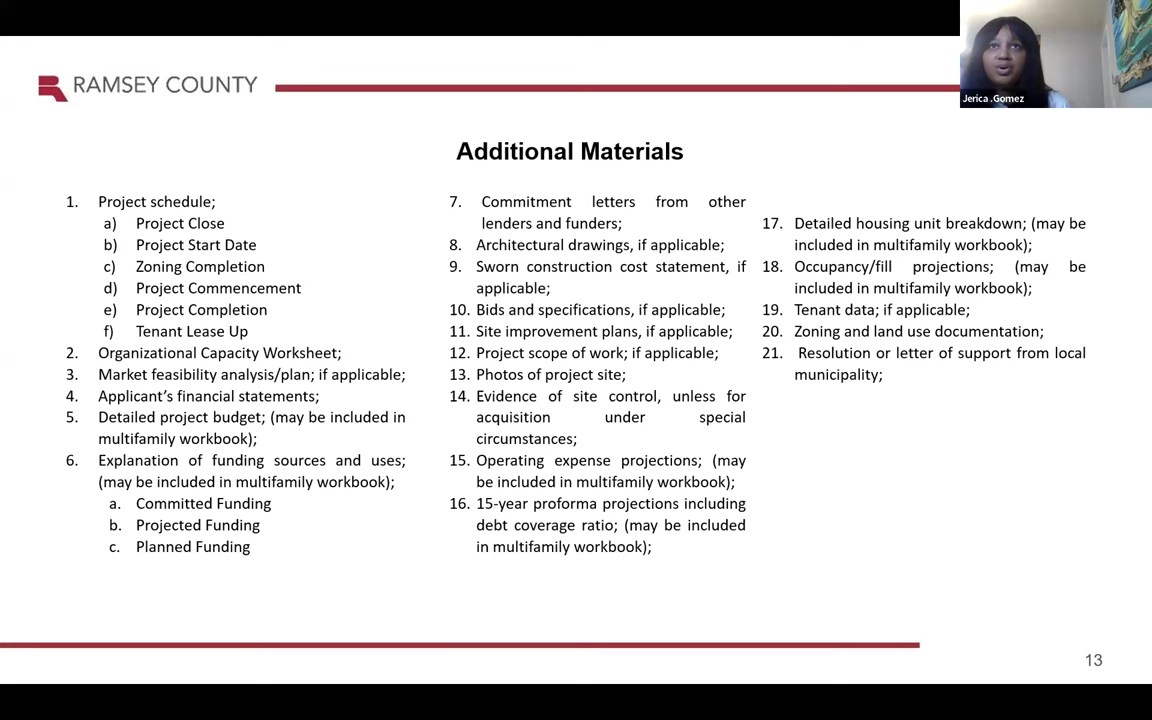 RAMSEY COUNTY
Jerica .Gomez
Additional Materials
1. Project schedule;
a) Project Close
b) Project Start Date
c) Zoning Completion
d) Project Commencement
e) Project Completion
f) Tenant Lease Up
2. Organizational Capacity Worksheet;
3. Market feasibility analysis/plan; if applicable;
4. Applicant’s financial statements;
5. Detailed project budget; (may be included in
multifamily workbook);
6. Explanation of funding sources and uses;
(may be included in multifamily workbook);
a. Committed Funding
b. Projected Funding
c. Planned Funding
7. Commitment letters from other
lenders and funders;
8. Architectural drawings, if applicable;
9. Sworn construction cost statement, if
applicable;
10. Bids and specifications, if applicable;
11. Site improvement plans, if applicable;
12. Project scope of work; if applicable;
13. Photos of project site;
14. Evidence of site control, unless for
acquisition under special
circumstances;
15. Operating expense projections; (may
be included in multifamily workbook);
16. 15-year proforma projections including
debt coverage ratio; (may be included
in multifamily workbook);
17. Detailed housing unit breakdown; (may be
included in multifamily workbook);
18. Occupancy/fill projections; (may be
included in multifamily workbook);
19. Tenant data; if applicable;
20. Zoning and land use documentation;
21. Resolution or letter of support from local
municipality;
13